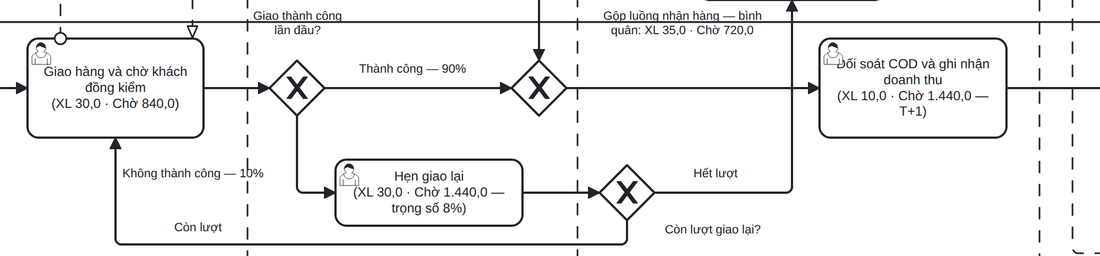 Giao thành công
lần đầu?
Gộp luồng nhận hàng — bình
quân: XL 35,0 · Chờ 720,0
Giao hàng và chờ khách
đồng kiểm
(XL 30,0 · Chờ 840,0)
Thành công — 90%
Đối soát COD và ghi nhận
doanh thu
(XL 10,0 · Chờ 1.440,0 —
T+1)
Không thành công — 10%
Hẹn giao lại
(XL 30,0 · Chờ 1.440,0 —
trọng số 8%)
Hết lượt
Còn lượt
Còn lượt giao lại?